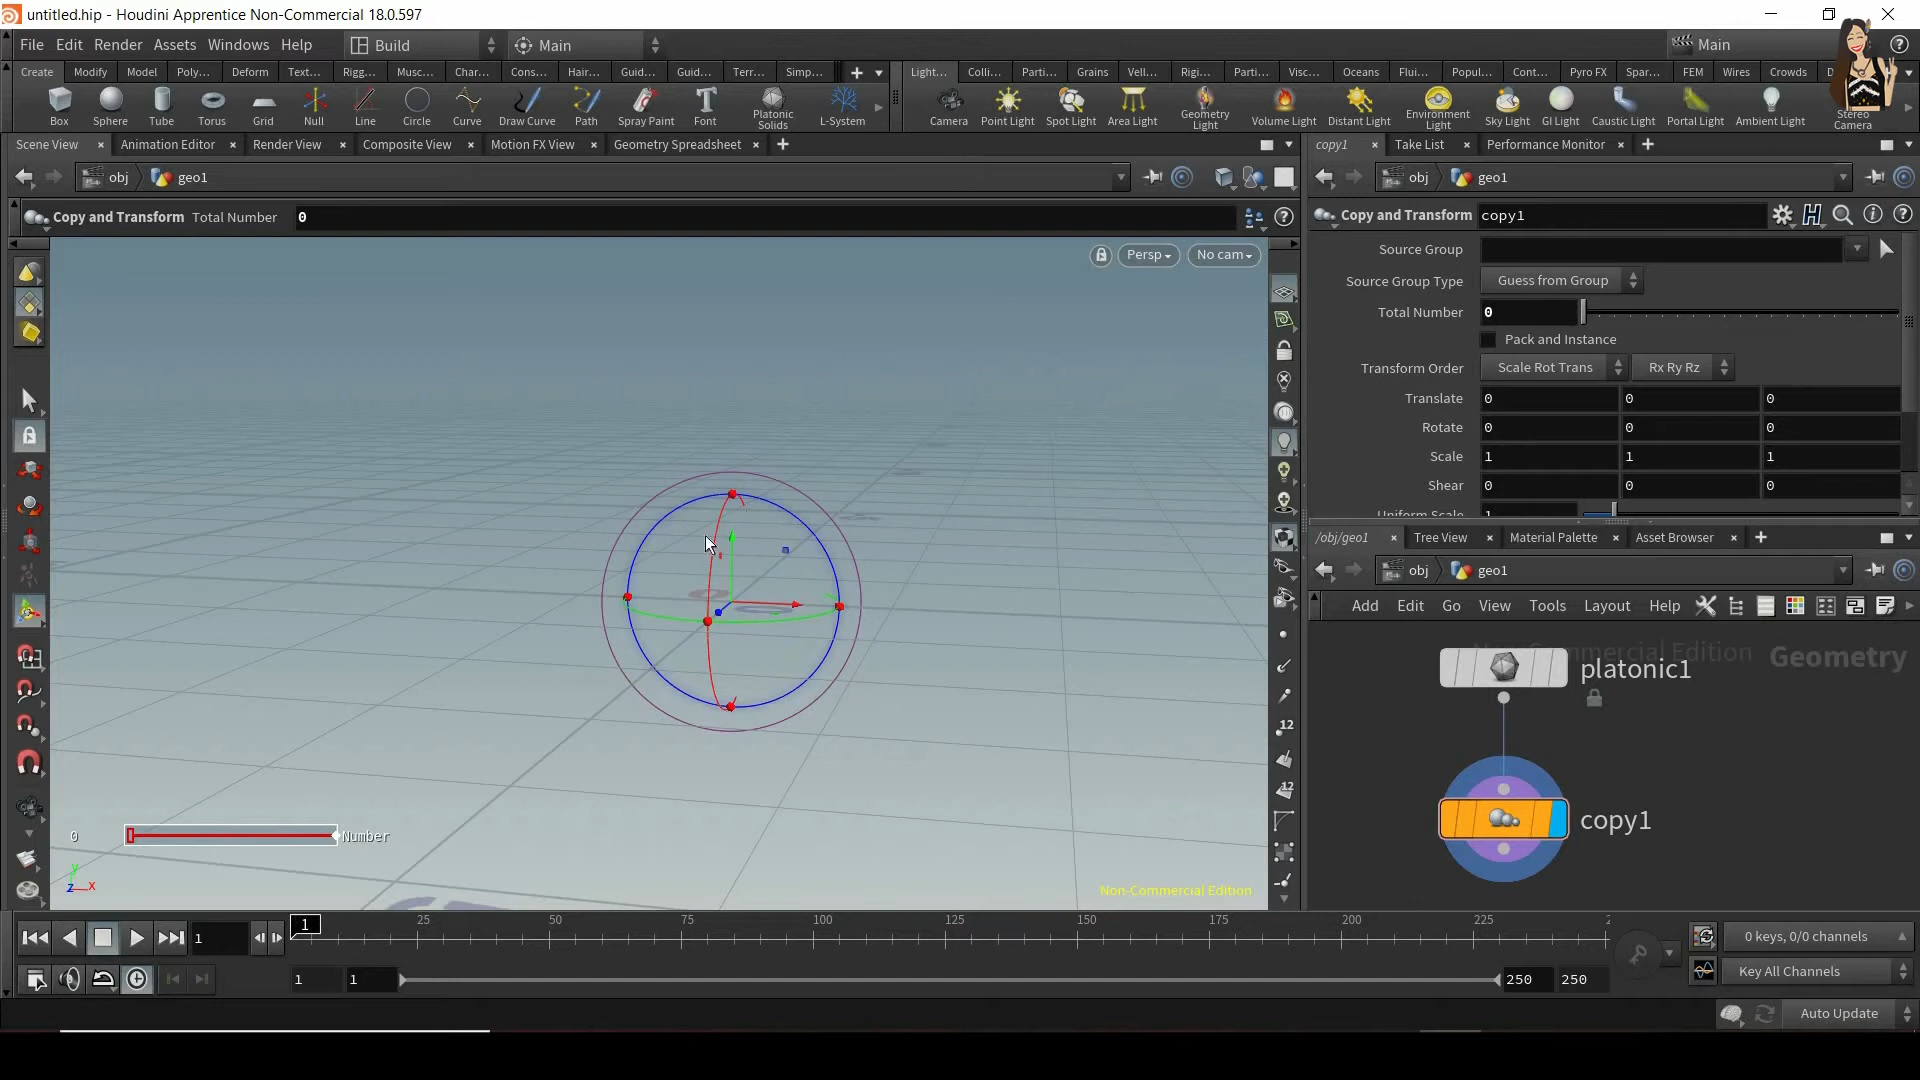 untitled.hip - Houdini Apprentice Non-Commercial 18.0.597
File Edit Render Assets Windows Help Build Main Main
Create Modify Model Poly... Deform Text... Rigg... Musc... Char... Cons... Hair... Guid... Guid... Terr... Simp... Light... Colli... Parti... Grains Vell... Rigi... Parti... Visc... Oceans Flui... Popul... Cont... Pyro FX Spar... FEM Wires Crowds
Box Sphere Tube Torus Grid Null Line Circle Curve Draw Curve Path Spray Paint Font Platonic Solids L-System Camera Point Light Spot Light Area Light Geometry Light Volume Light Distant Light Environment Light Sky Light GI Light Caustic Light Portal Light Ambient Light Stereo Camera
Scene View Animation Editor Render View Composite View Motion FX View Geometry Spreadsheet
obj geo1
Copy and Transform Total Number 0
Persp No cam
0 Number
y
z x
Non-Commercial Edition
copy1 Take List Performance Monitor
obj geo1
Copy and Transform copy1
Source Group
Source Group Type Guess from Group
Total Number 0
Pack and Instance
Transform Order Scale Rot Trans Rx Ry Rz
Translate 0 0 0
Rotate 0 0 0
Scale 1 1 1
Shear 0 0 0
Uniform Scale 1
/obj/geo1 Tree View Material Palette Asset Browser
obj geo1
Add Edit Go View Tools Layout Help
Non-Commercial Edition Geometry
platonic1
copy1
12
12
1 1 25 50 75 100 125 150 175 200 225 2
0 keys, 0/0 channels
1 1 250 250 Key All Channels
Auto Update